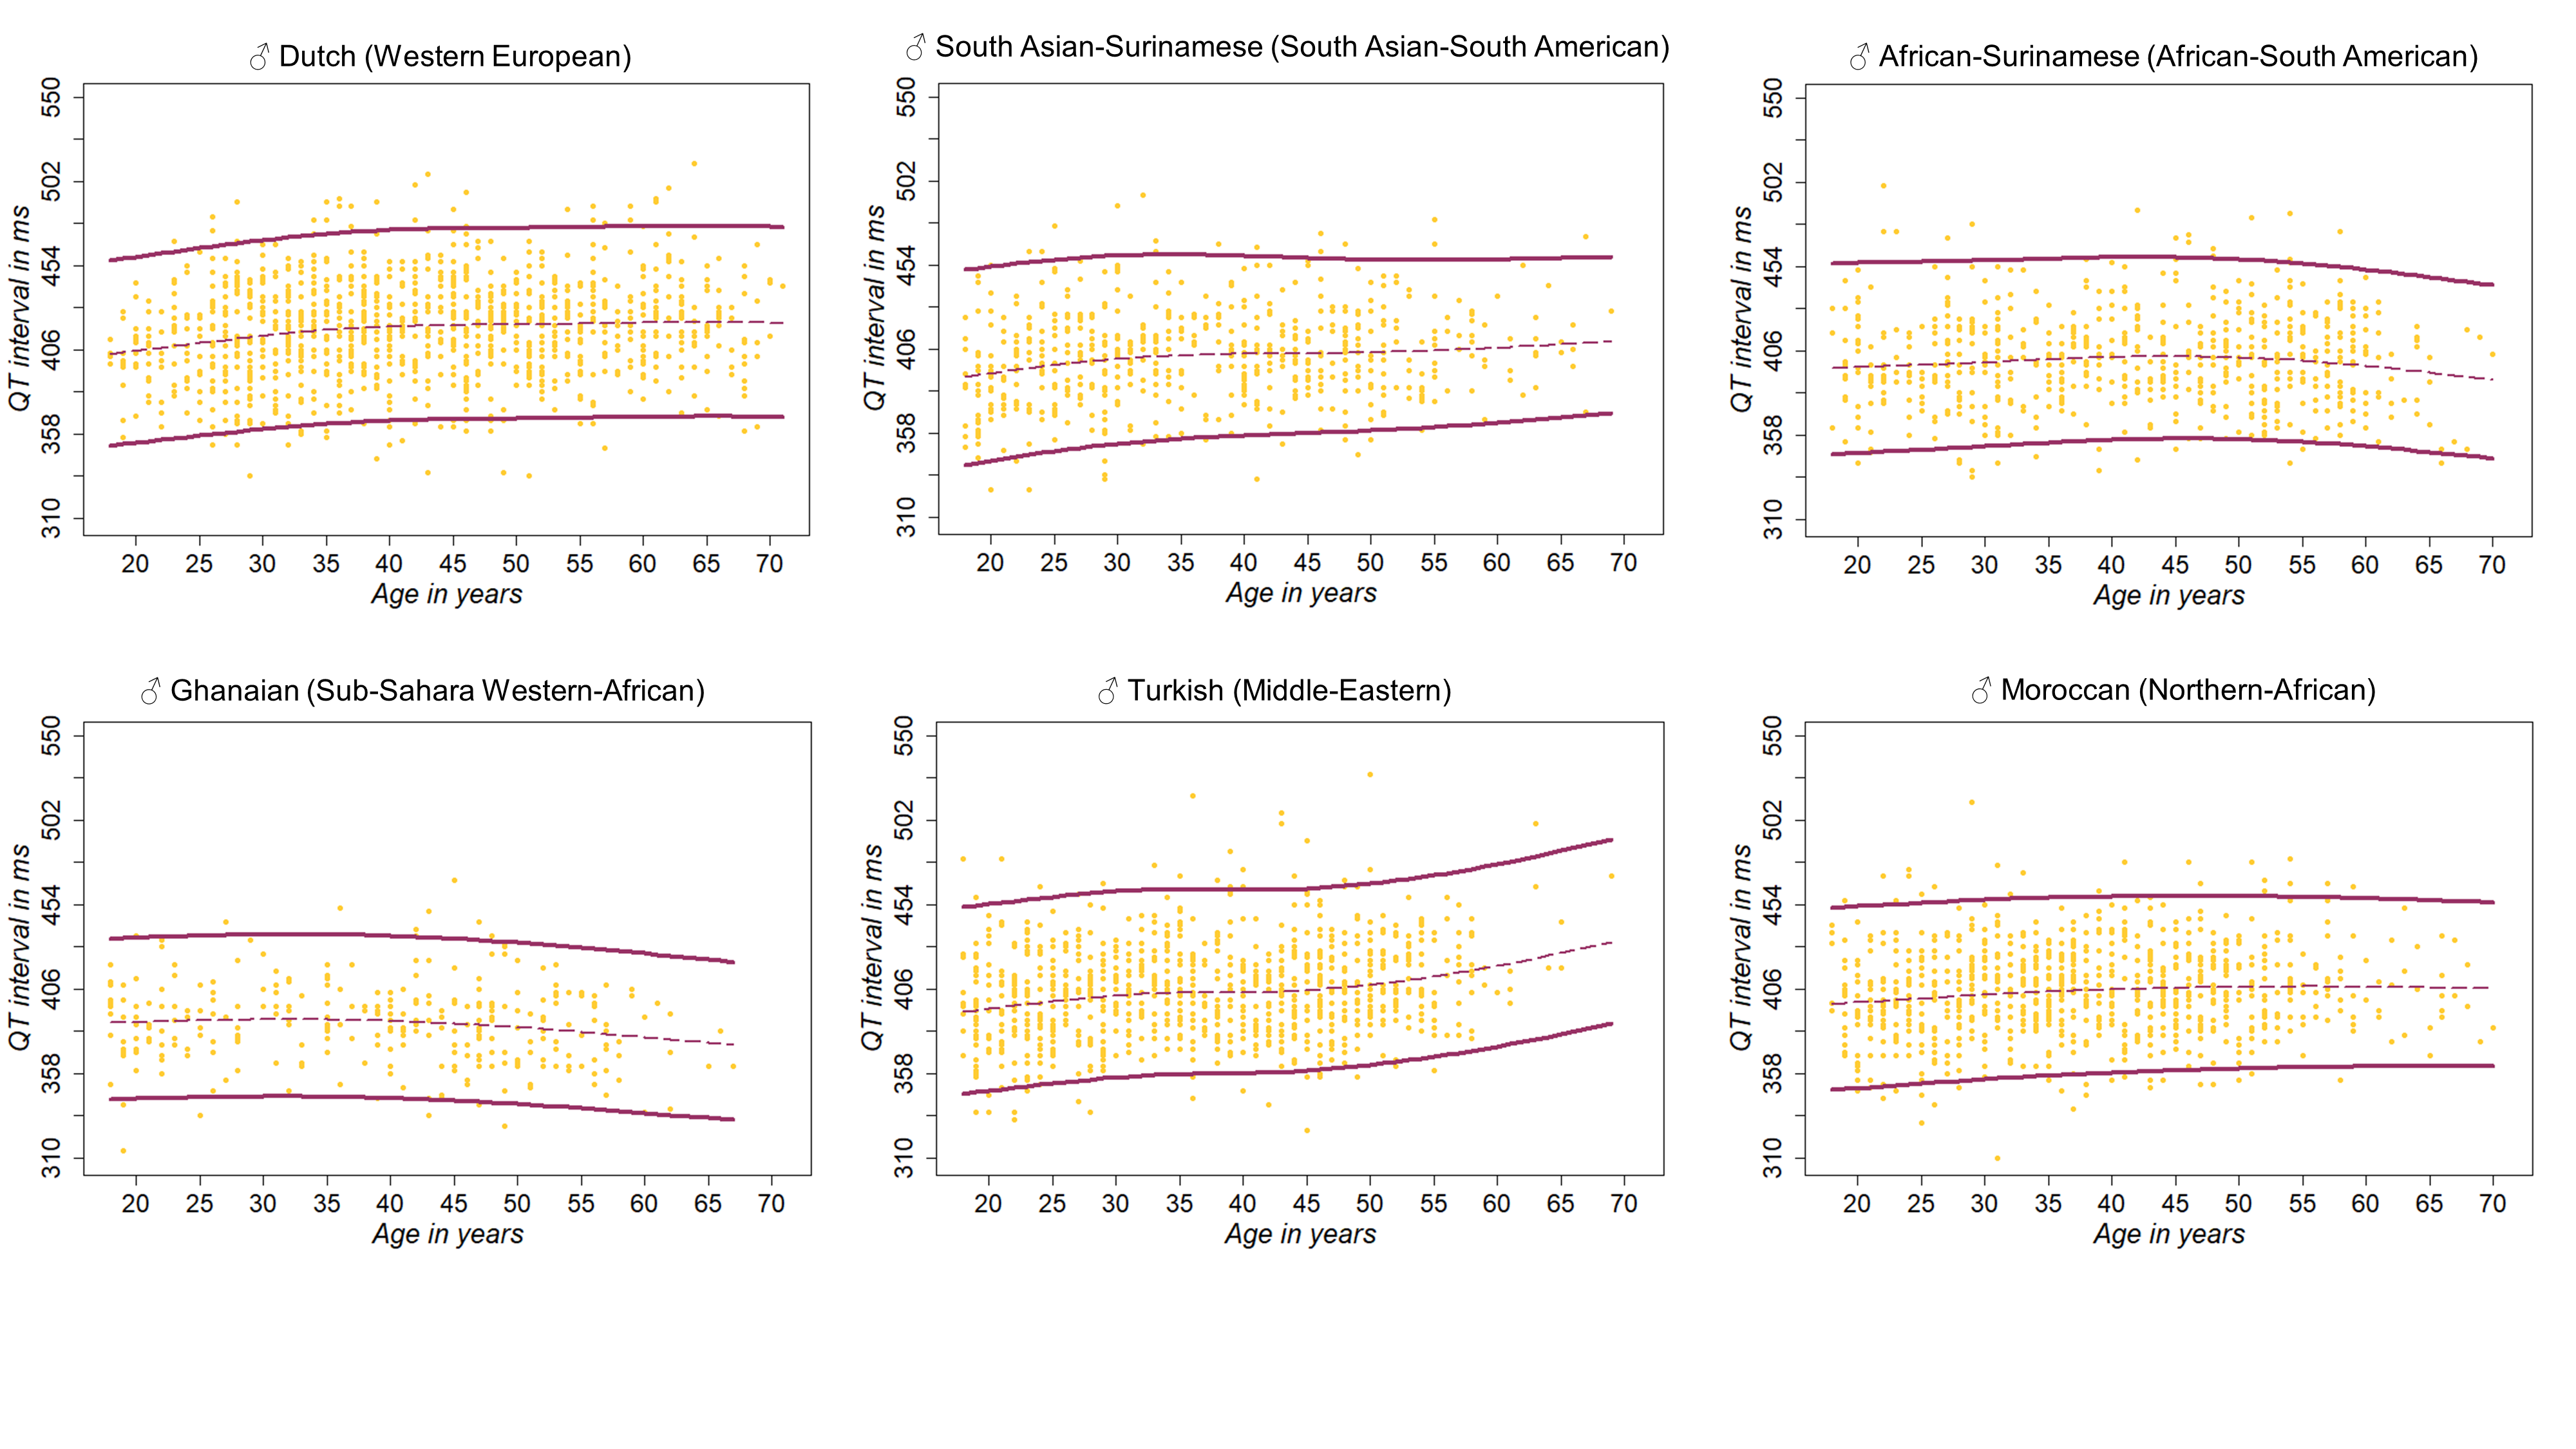 ♂ Dutch (Western European)
QT interval in ms
550
502
454
406
358
310
20 25 30 35 40 45 50 55 60 65 70
Age in years
♂ South Asian-Surinamese (South Asian-South American)
QT interval in ms
550
502
454
406
358
310
20 25 30 35 40 45 50 55 60 65 70
Age in years
♂ African-Surinamese (African-South American)
QT interval in ms
550
502
454
406
358
310
20 25 30 35 40 45 50 55 60 65 70
Age in years
♂ Ghanaian (Sub-Sahara Western-African)
QT interval in ms
550
502
454
406
358
310
20 25 30 35 40 45 50 55 60 65 70
Age in years
♂ Turkish (Middle-Eastern)
QT interval in ms
550
502
454
406
358
310
20 25 30 35 40 45 50 55 60 65 70
Age in years
♂ Moroccan (Northern-African)
QT interval in ms
550
502
454
406
358
310
20 25 30 35 40 45 50 55 60 65 70
Age in years